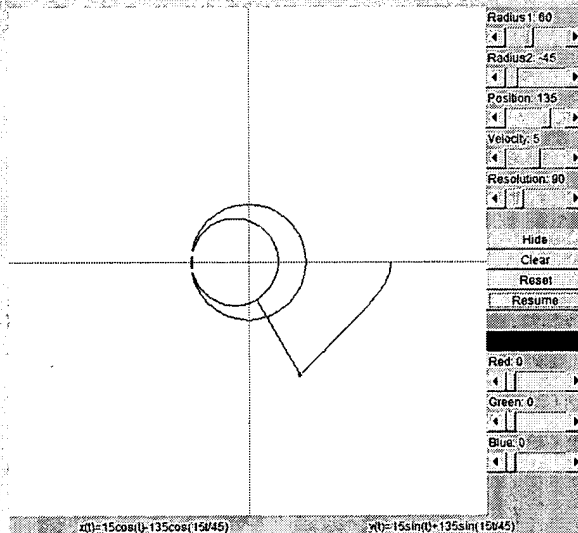 Radius1: 60
Radius2: -45
Position: 135
Velocity: 5
Resolution: 90
Hide
Clear
Reset
Resume
Red: 0
Green: 0
Blue: 0
x(t)=15cos(t)-135cos(15t/45)
y(t)=15sin(t)+135sin(15t/45)